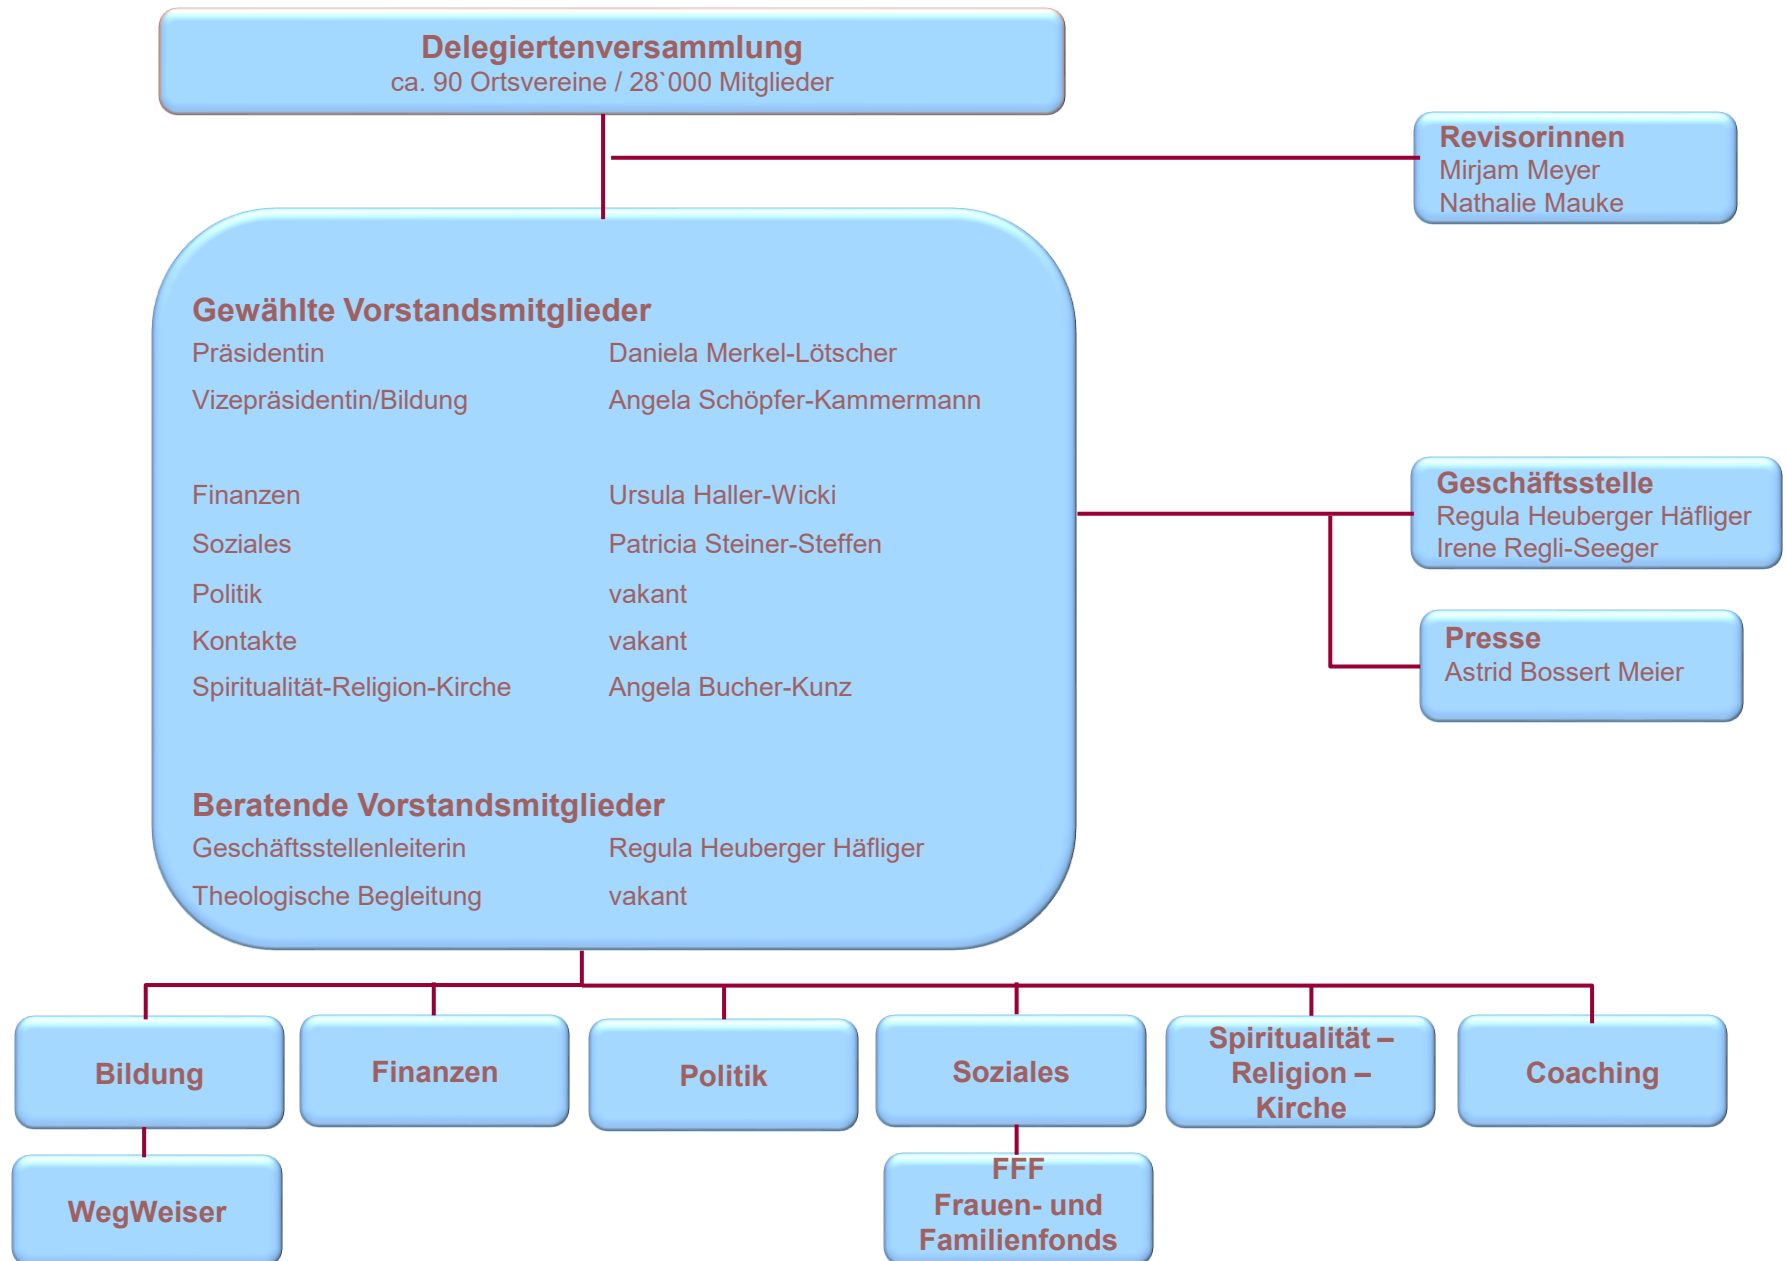 Delegiertenversammlung
ca. 90 Ortsvereine / 28`000 Mitglieder
Revisorinnen
Mirjam Meyer
Nathalie Mauke
Gewählte Vorstandsmitglieder
Präsidentin Daniela Merkel-Lötscher
Vizepräsidentin/Bildung Angela Schöpfer-Kammermann
Finanzen Ursula Haller-Wicki
Soziales Patricia Steiner-Steffen
Politik vakant
Kontakte vakant
Spiritualität-Religion-Kirche Angela Bucher-Kunz
Beratende Vorstandsmitglieder
Geschäftsstellenleiterin Regula Heuberger Häfliger
Theologische Begleitung vakant
Geschäftsstelle
Regula Heuberger Häfliger
Irene Regli-Seeger
Presse
Astrid Bossert Meier
Bildung
Finanzen
Politik
Soziales
Spiritualität –
Religion –
Kirche
Coaching
WegWeiser
FFF
Frauen- und
Familienfonds